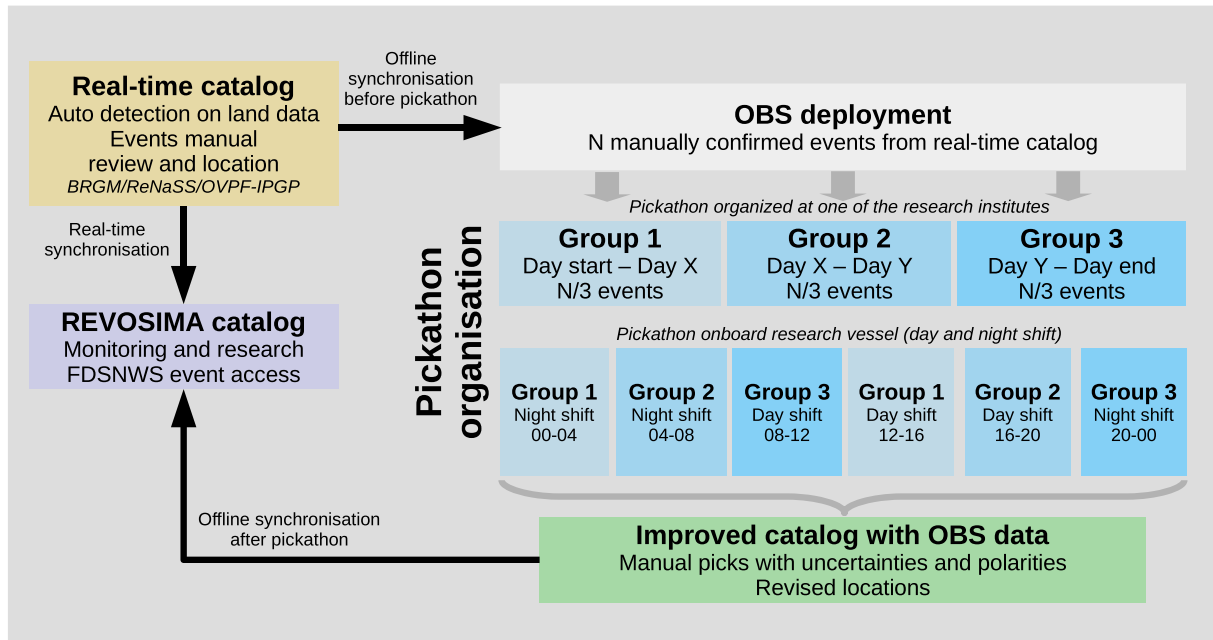 Real-time catalog
Auto detection on land data
Events manual
review and location
BRGM/ReNaSS/OVPF-IPGP
Offline
synchronisation
before pickathon
OBS deployment
N manually confirmed events from real-time catalog
Real-time
synchronisation
REVOSIMA catalog
Monitoring and research
FDSNWS event access
Pickathon
organisation
Pickathon organized at one of the research institutes
Group 1
Day start – Day X
N/3 events
Group 2
Day X – Day Y
N/3 events
Group 3
Day Y – Day end
N/3 events
Pickathon onboard research vessel (day and night shift)
Group 1
Night shift
00-04
Group 2
Night shift
04-08
Group 3
Day shift
08-12
Group 1
Day shift
12-16
Group 2
Day shift
16-20
Group 3
Night shift
20-00
Offline synchronisation
after pickathon
Improved catalog with OBS data
Manual picks with uncertainties and polarities
Revised locations